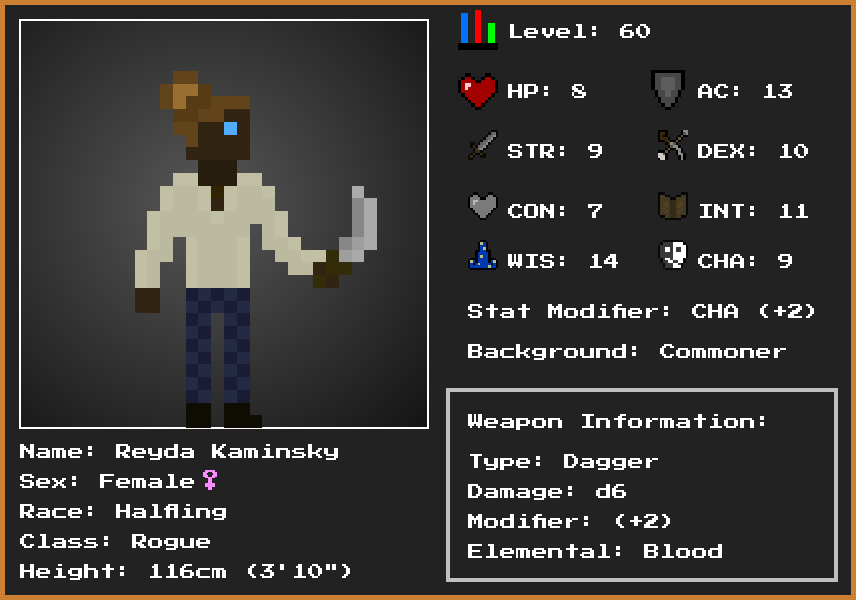 Level: 60
HP: 8
AC: 13
STR: 9
DEX: 10
CON: 7
INT: 11
WIS: 14
CHA: 9
Stat Modifier: CHA (+2)
Background: Commoner
Weapon Information:
Type: Dagger
Damage: d6
Modifier: (+2)
Elemental: Blood
Name: Reyda Kaminsky
Sex: Female♀
Race: Halfling
Class: Rogue
Height: 116cm (3'10")